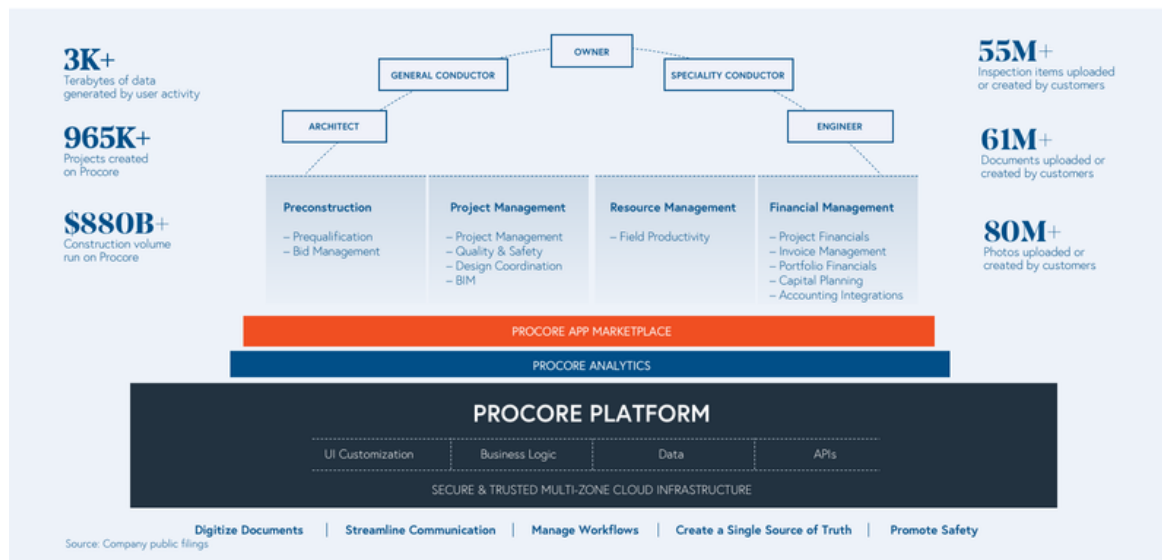 3K+
Terabytes of data
generated by user activity
965K+
Projects created
on Procore
$880B+
Construction volume
run on Procore
OWNER
GENERAL CONDUCTOR
SPECIALITY CONDUCTOR
ARCHITECT
ENGINEER
55M+
Inspection items uploaded
or created by customers
61M+
Documents uploaded or
created by customers
80M+
Photos uploaded or
created by customers
Preconstruction
– Prequalification
– Bid Management
Project Management
– Project Management
– Quality & Safety
– Design Coordination
– BIM
Resource Management
– Field Productivity
Financial Management
– Project Financials
– Invoice Management
– Portfolio Financials
– Capital Planning
– Accounting Integrations
PROCORE APP MARKETPLACE
PROCORE ANALYTICS
PROCORE PLATFORM
UI Customization
Business Logic
Data
APIs
SECURE & TRUSTED MULTI-ZONE CLOUD INFRASTRUCTURE
Digitize Documents | Streamline Communication | Manage Workflows | Create a Single Source of Truth | Promote Safety
Source: Company public filings